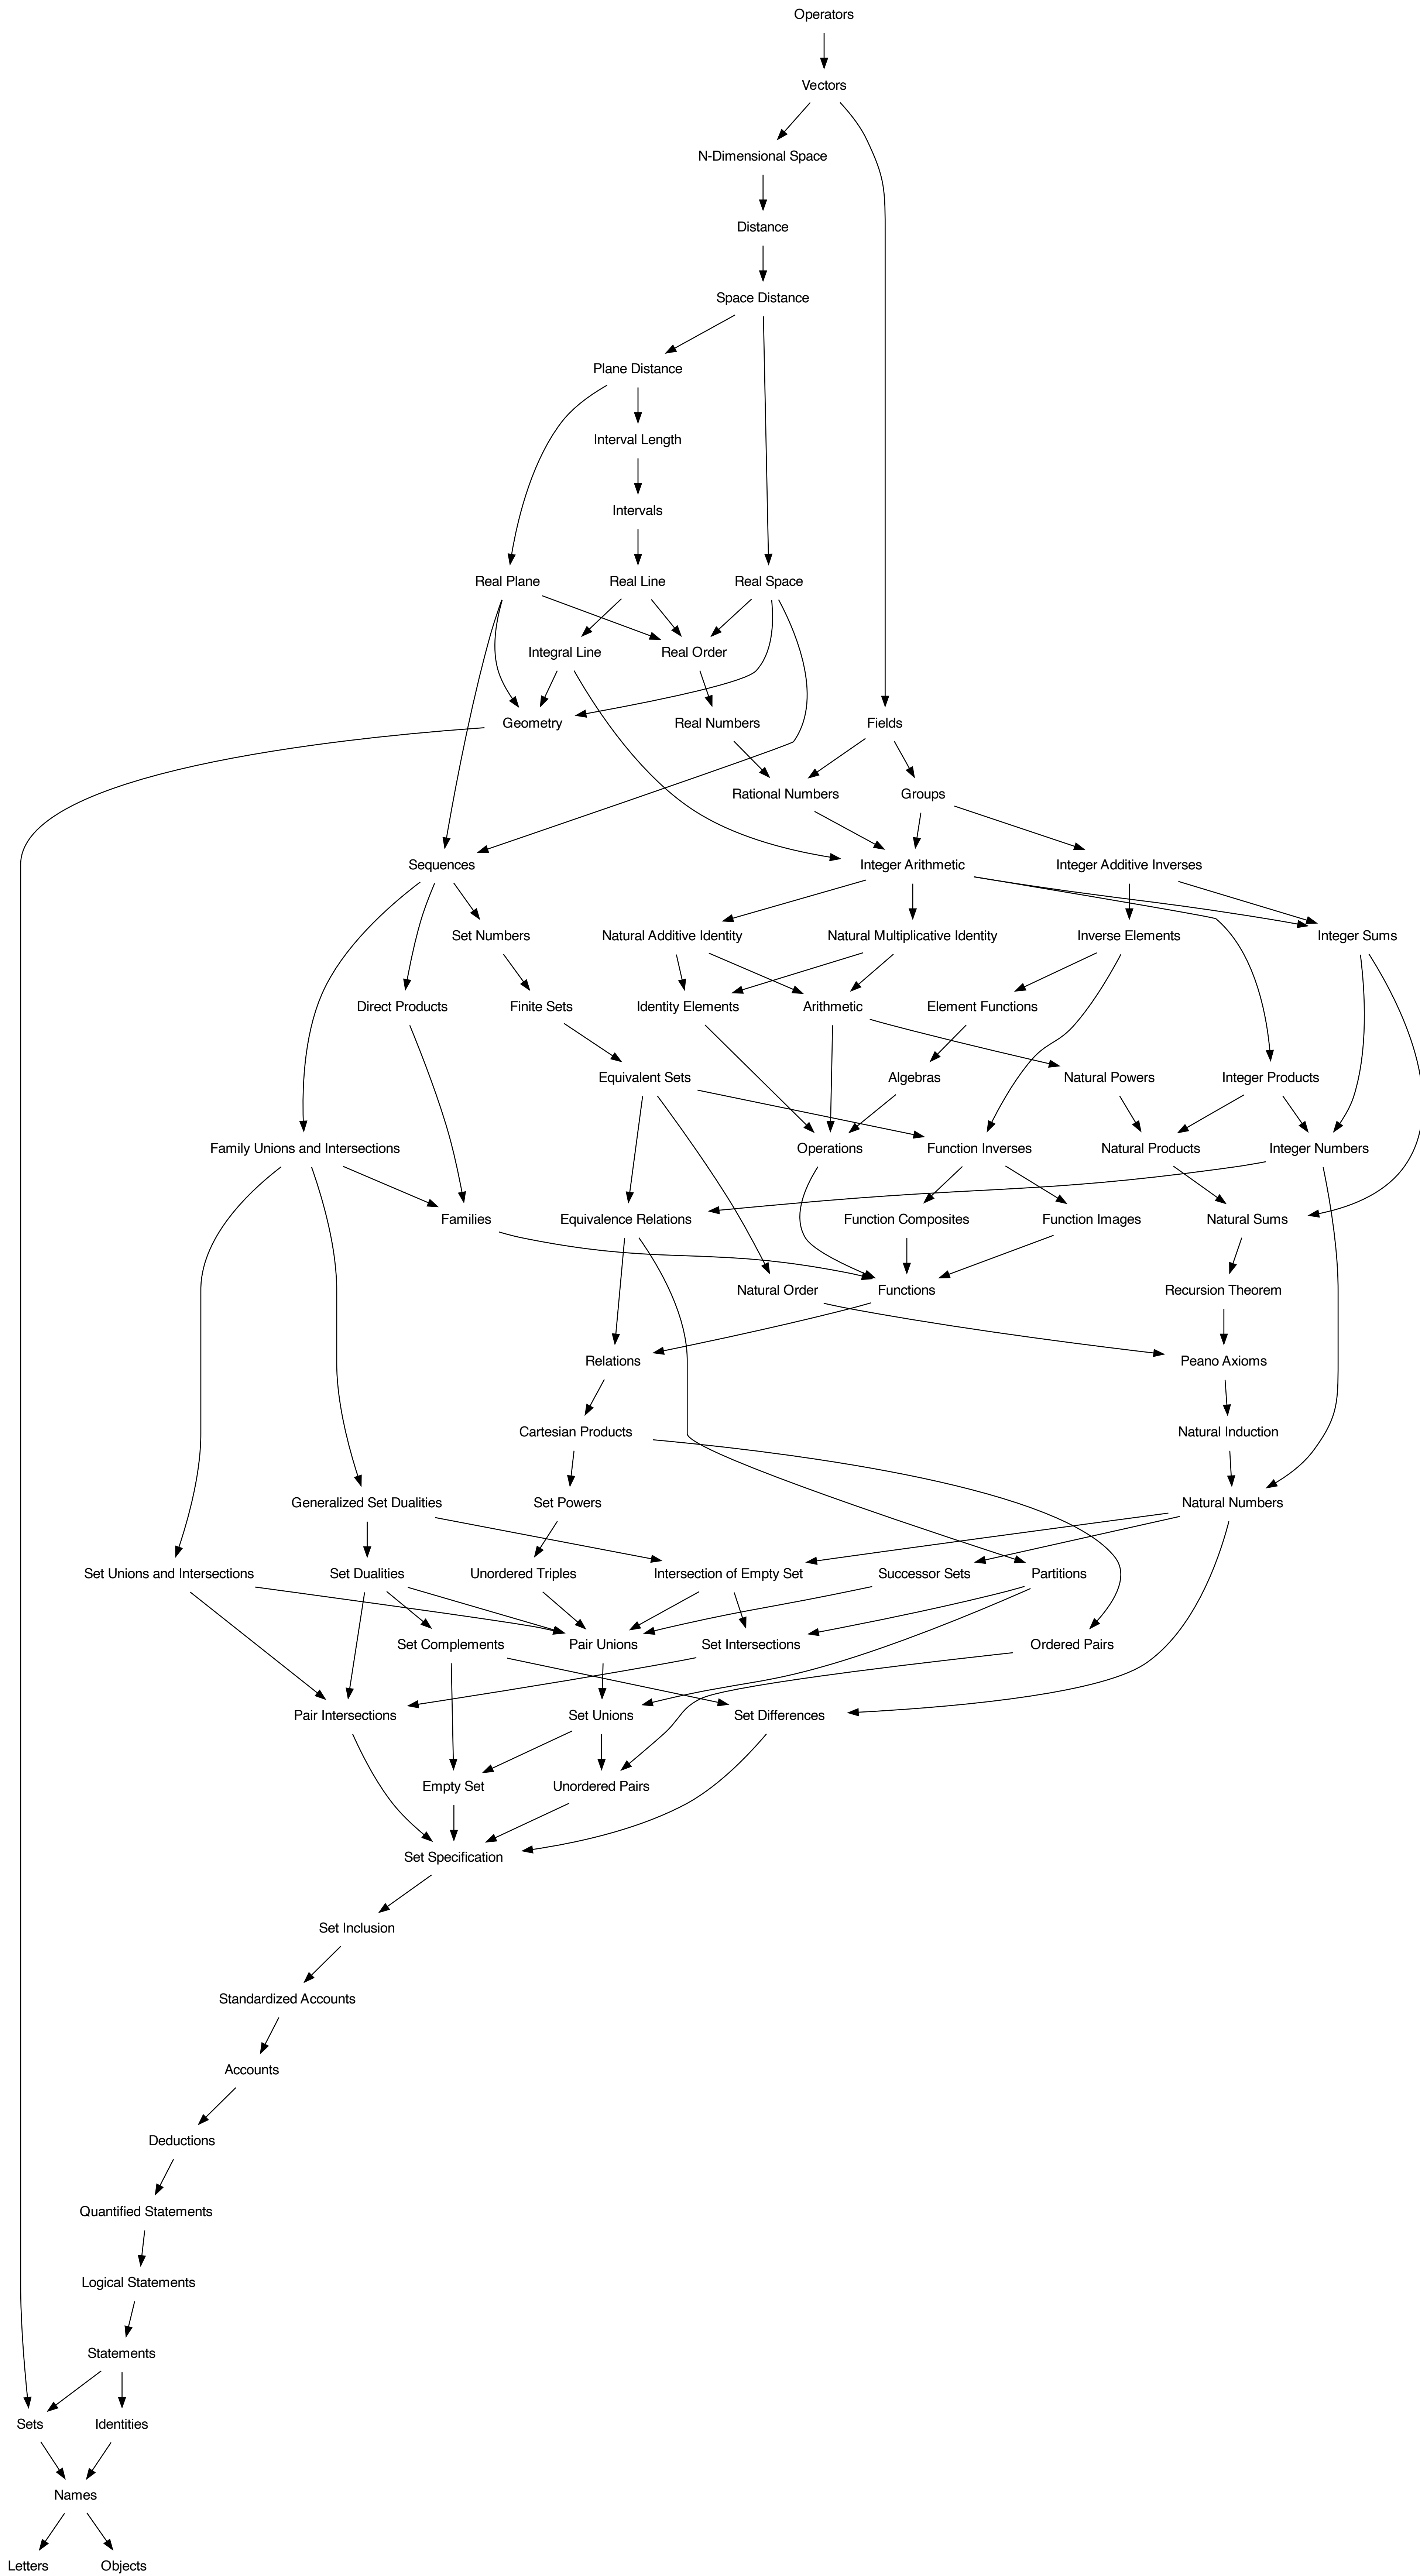 Operators
Vectors
N-Dimensional Space
Distance
Space Distance
Plane Distance
Interval Length
Intervals
Real Plane
Real Line
Real Space
Integral Line
Real Order
Geometry
Real Numbers
Fields
Rational Numbers
Groups
Sequences
Integer Arithmetic
Integer Additive Inverses
Set Numbers
Natural Additive Identity
Natural Multiplicative Identity
Inverse Elements
Integer Sums
Direct Products
Finite Sets
Identity Elements
Arithmetic
Element Functions
Equivalent Sets
Algebras
Natural Powers
Integer Products
Family Unions and Intersections
Operations
Function Inverses
Natural Products
Integer Numbers
Families
Equivalence Relations
Function Composites
Function Images
Natural Sums
Natural Order
Functions
Recursion Theorem
Relations
Peano Axioms
Cartesian Products
Natural Induction
Generalized Set Dualities
Set Powers
Natural Numbers
Set Unions and Intersections
Set Dualities
Unordered Triples
Intersection of Empty Set
Successor Sets
Partitions
Set Complements
Pair Unions
Set Intersections
Ordered Pairs
Pair Intersections
Set Unions
Set Differences
Empty Set
Unordered Pairs
Set Specification
Set Inclusion
Standardized Accounts
Accounts
Deductions
Quantified Statements
Logical Statements
Statements
Sets
Identities
Names
Letters
Objects